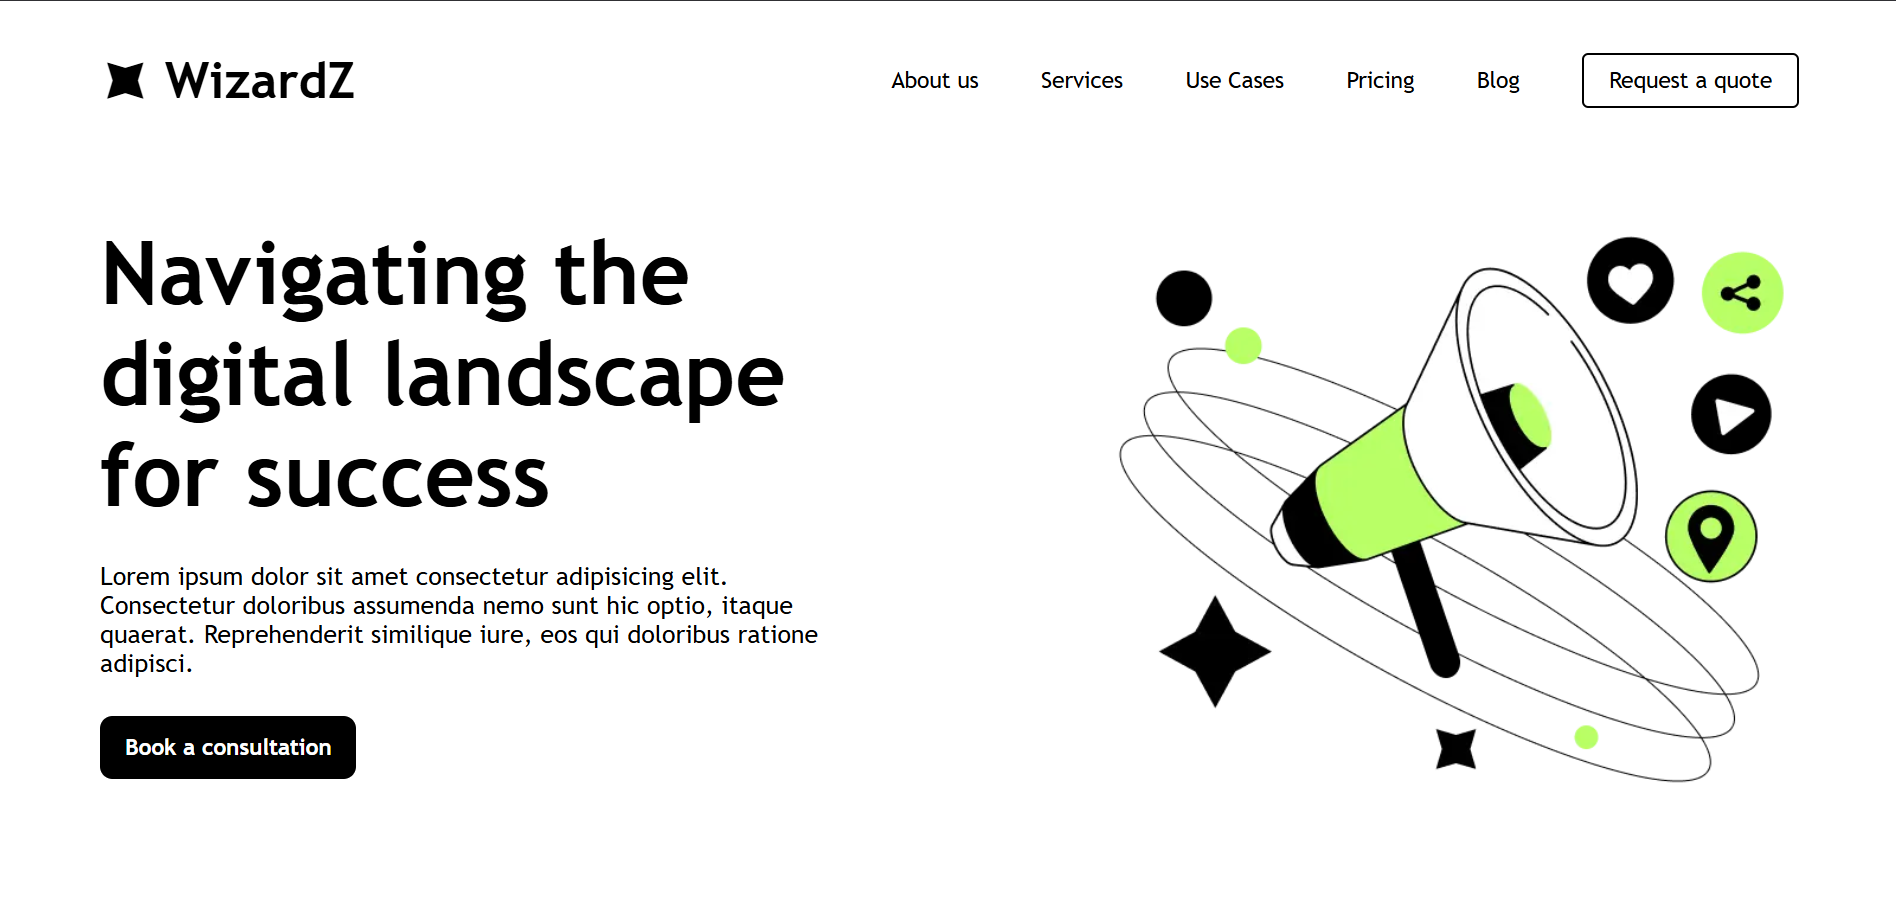 WizardZ
About us
Services
Use Cases
Pricing
Blog
Request a quote
Navigating the
digital landscape
for success
Lorem ipsum dolor sit amet consectetur adipisicing elit.
Consectetur doloribus assumenda nemo sunt hic optio, itaque
quaerat. Reprehenderit similique iure, eos qui doloribus ratione
adipisci.
Book a consultation